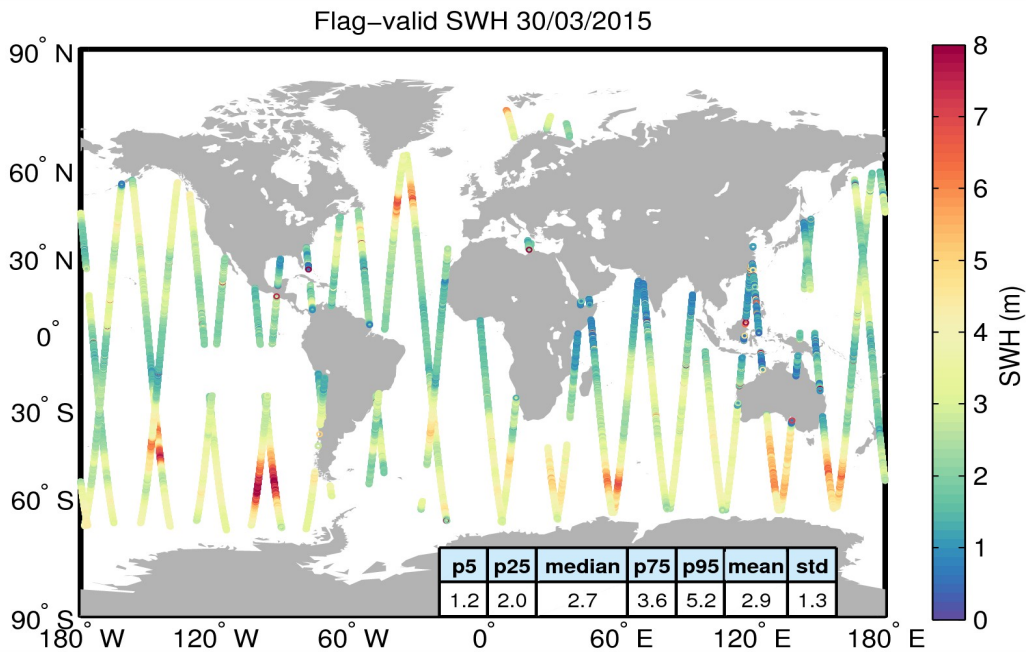 Flag−valid SWH 30/03/2015
90° N
60° N
30° N
0°
30° S
60° S
90° S
180° W
120° W
60° W
0°
60° E
120° E
180° E
p5 p25 median p75 p95 mean std
1.2 2.0 2.7 3.6 5.2 2.9 1.3
8
7
6
5
4
3
2
1
0
SWH (m)